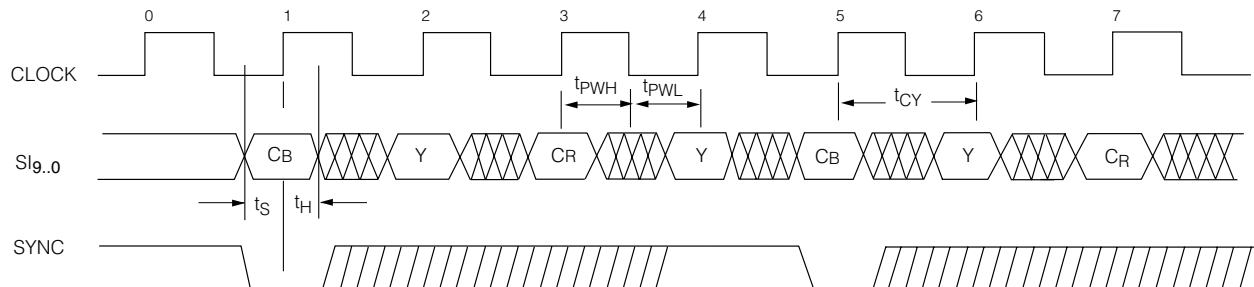 0 1 2 3 4 5 6 7
CLOCK
tPWH tPWL tCY
SI9..0 CB Y CR Y CB Y CR
tS tH
SYNC